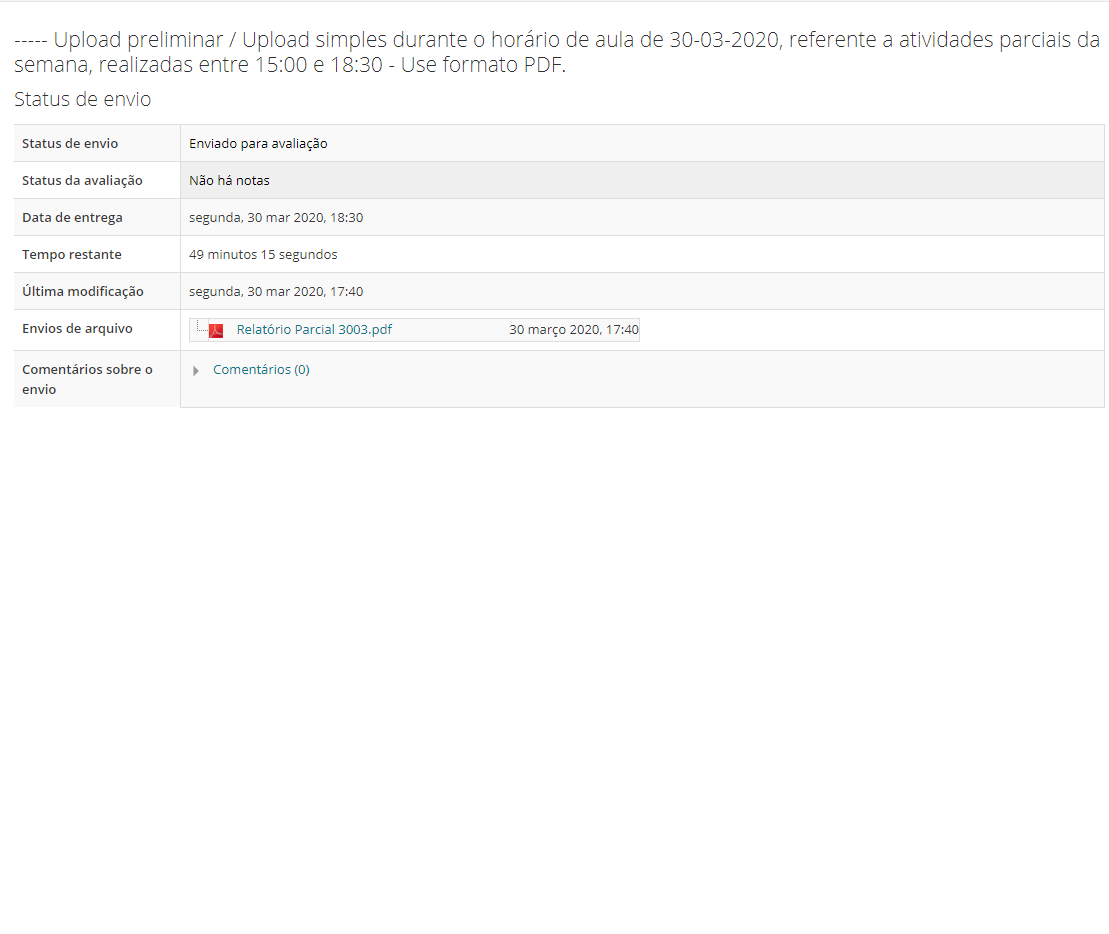 ----- Upload preliminar / Upload simples durante o horário de aula de 30-03-2020, referente a atividades parciais da
semana, realizadas entre 15:00 e 18:30 - Use formato PDF.
Status de envio
Status de envio Enviado para avaliação
Status da avaliação Não há notas
Data de entrega segunda, 30 mar 2020, 18:30
Tempo restante 49 minutos 15 segundos
Última modificação segunda, 30 mar 2020, 17:40
Envios de arquivo Relatório Parcial 3003.pdf 30 março 2020, 17:40
Comentários sobre o Comentários (0)
envio